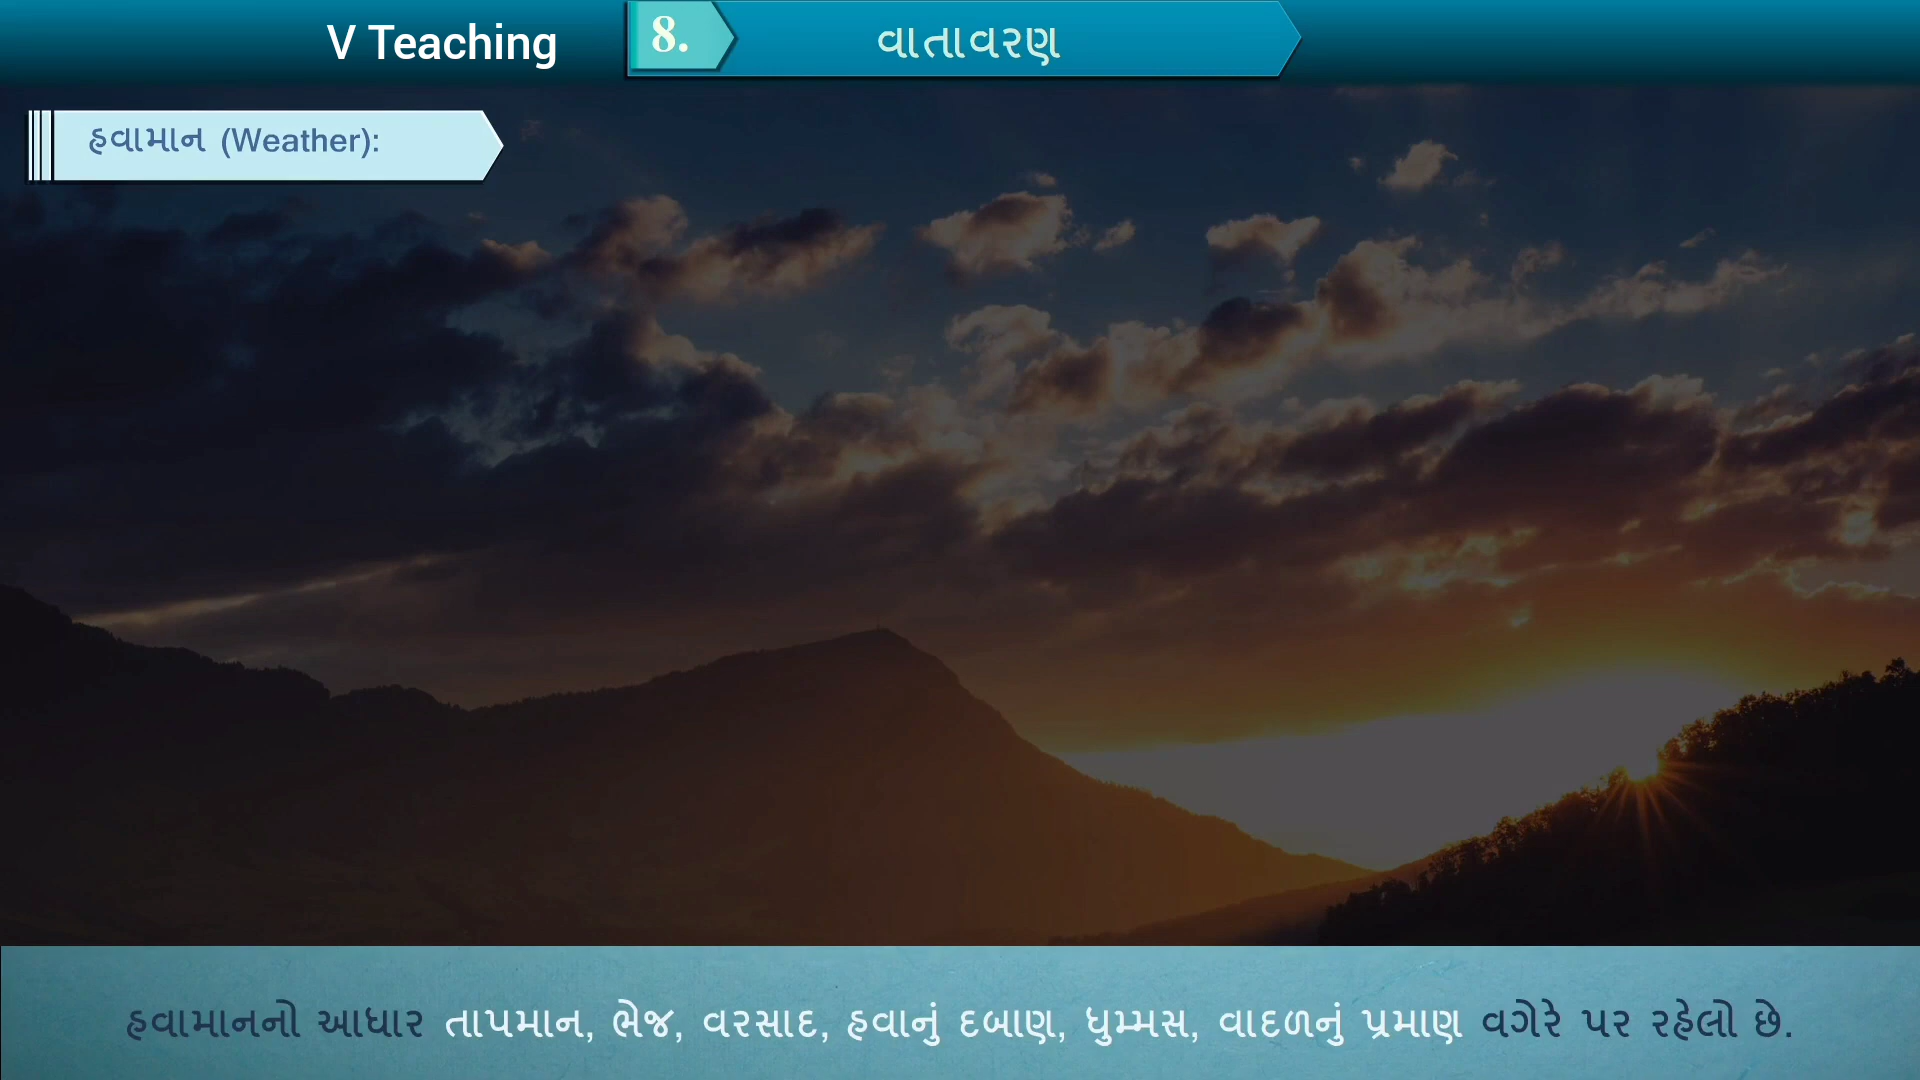 V Teaching
8.
વાતાવરણ
હવામાન (Weather):
હવામાનનો આધાર તાપમાન, ભેજ, વરસાદ, હવાનું દબાણ, ધુમ્મસ, વાદળનું પ્રમાણ વગેરે પર રહેલો છે.